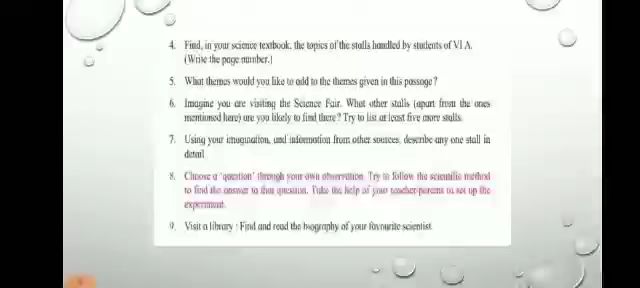 4. Find, in your science textbook, the topics of the stalls handled by students of VI A.
(Write the page number.)
5. What themes would you like to add to the themes given in this passage?
6. Imagine you are visiting the Science Fair. What other stalls (apart from the ones
mentioned here) are you likely to find there? Try to list at least five more stalls.
7. Using your imagination, and information from other sources, describe any one stall in
detail
8. Choose a 'question' through your own observation. Try to follow the scientific method
to find the answer to that question. Take the help of your teacher/parents to set up the
experiment.
9. Visit a library : Find and read the biography of your favourite scientist.